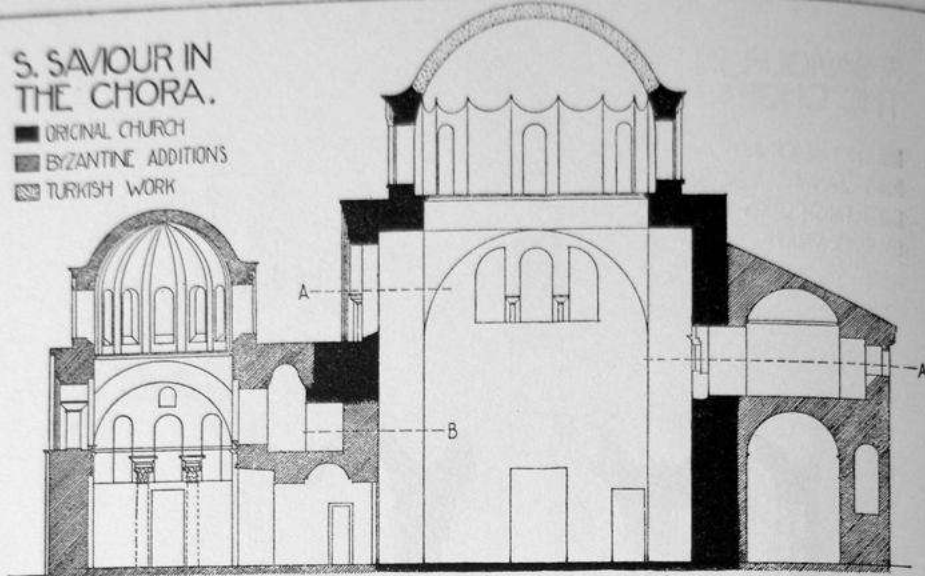 S. SAVIOUR IN
THE CHORA.
ORIGINAL CHURCH
BYZANTINE ADDITIONS
TURKISH WORK
A
A
B